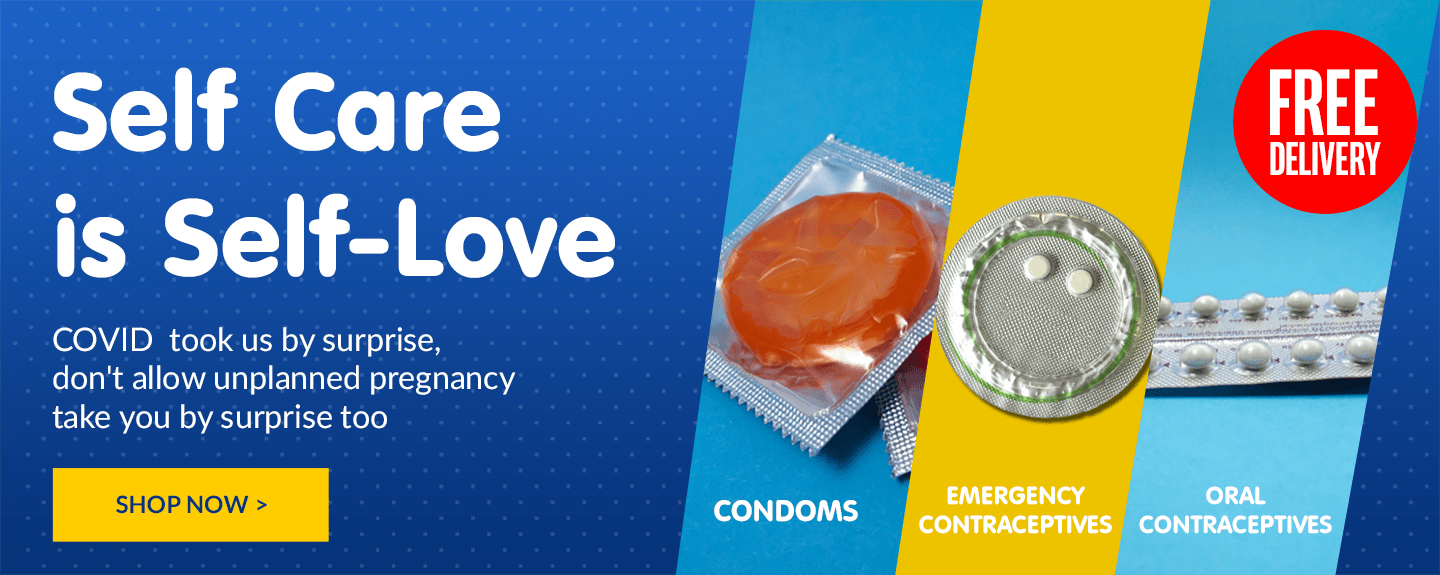 Self Care
is Self-Love
COVID  took us by surprise,
don't allow unplanned pregnancy
take you by surprise too
SHOP NOW >
CONDOMS
EMERGENCY
CONTRACEPTIVES
ORAL
CONTRACEPTIVES
FREE
DELIVERY